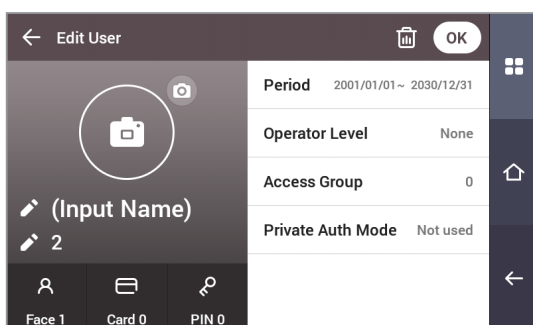 Edit User
OK
(Input Name)
2
Face 1 Card 0 PIN 0
Period 2001/01/01~ 2030/12/31
Operator Level None
Access Group 0
Private Auth Mode Not used